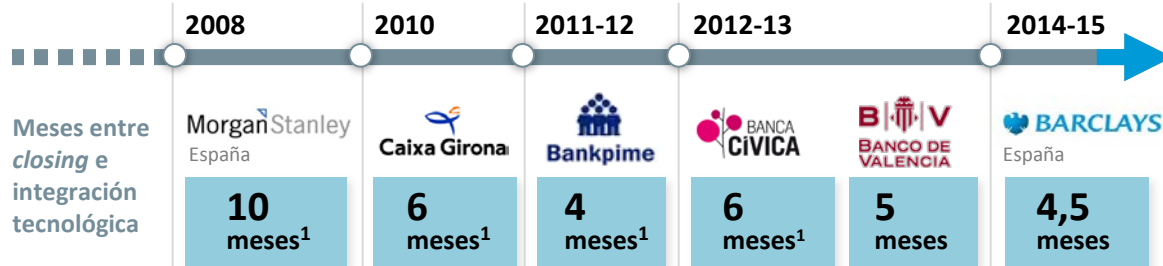 2008
2010
2011-12
2012-13
2014-15
Meses entre
closing e
integración
tecnológica
Morgan Stanley
España
Caixa Girona
Bankpime
BANCA
CÍVICA
B V
BANCO DE
VALENCIA
BARCLAYS
España
10
meses¹
6
meses¹
4
meses¹
6
meses¹
5
meses
4,5
meses